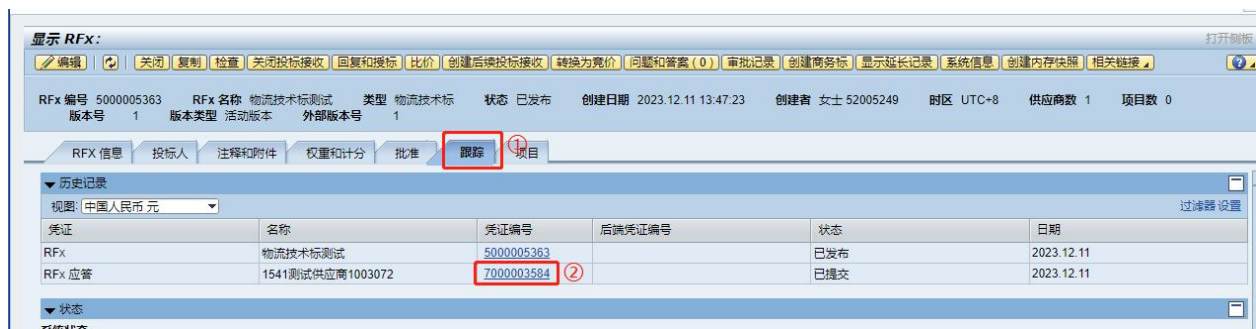 显示 RFx:
打开侧板
编辑 关闭 复制 检查 关闭投标接收 回复和授标 比价 创建后续投标接收 转换为竞价 问题和答案 ( 0 ) 审批记录 创建商务标 显示延长记录 系统信息 创建内存快照 相关链接
RFx 编号 5000005363 RFx 名称 物流技术标测试 类型 物流技术标 状态 已发布 创建日期 2023.12.11 13:47:23 创建者 女士 52005249 时区 UTC+8 供应商数 1 项目数 0
版本号 1 版本类型 活动版本 外部版本号 1
RFX 信息 投标人 注释和附件 权重和计分 批准 跟踪 ① 项目
历史记录
视图: 中国人民币 元 过滤器 设置
凭证 名称 凭证编号 后端凭证编号 状态 日期
RFx 物流技术标测试 5000005363 已发布 2023.12.11
RFx 应答 1541测试供应商1003072 7000003584 ② 已提交 2023.12.11
状态
系统状态